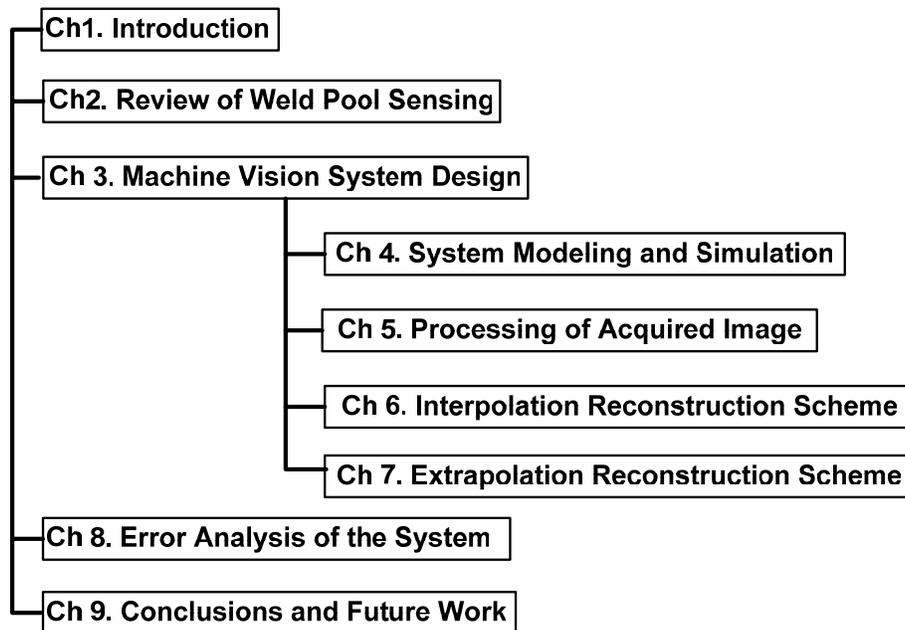 Ch1. Introduction
Ch2. Review of Weld Pool Sensing
Ch 3. Machine Vision System Design
Ch 4. System Modeling and Simulation
Ch 5. Processing of Acquired Image
Ch 6. Interpolation Reconstruction Scheme
Ch 7. Extrapolation Reconstruction Scheme
Ch 8. Error Analysis of the System
Ch 9. Conclusions and Future Work